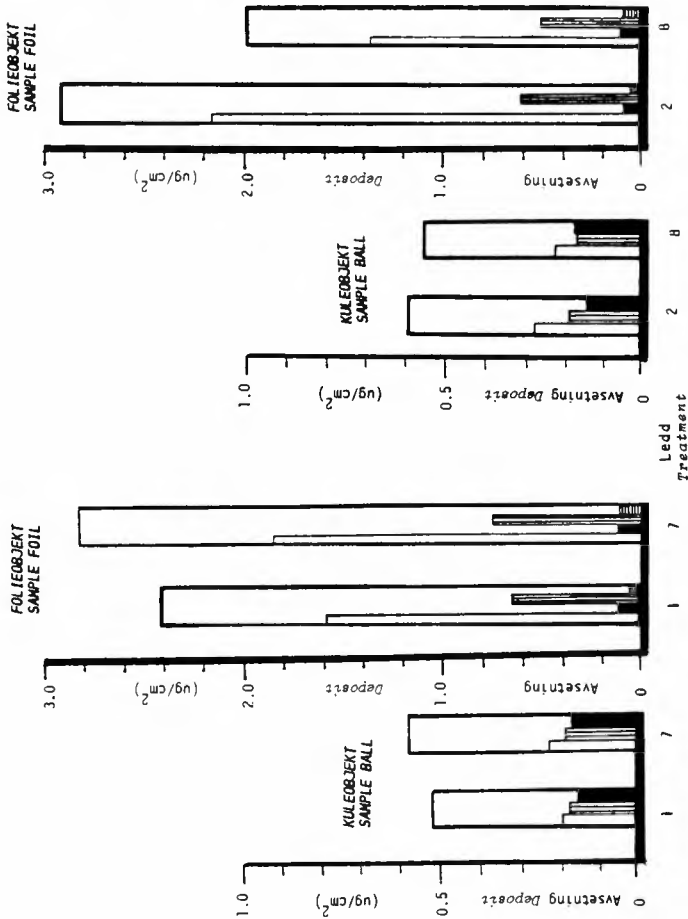 FOLIEOBJEKT
SAMPLE FOIL
3.0
2.0
1.0
0
Avsetning Deposit (ug/cm²)
2
8
KULEOBJEKT
SAMPLE BALL
1.0
0.5
0
Avsetning Deposit (ug/cm²)
2
8
Ledd
Treatment
FOLIEOBJEKT
SAMPLE FOIL
3.0
2.0
1.0
0
Avsetning Deposit (ug/cm²)
1
7
KULEOBJEKT
SAMPLE BALL
1.0
0.5
0
Avsetning Deposit (ug/cm²)
1
7